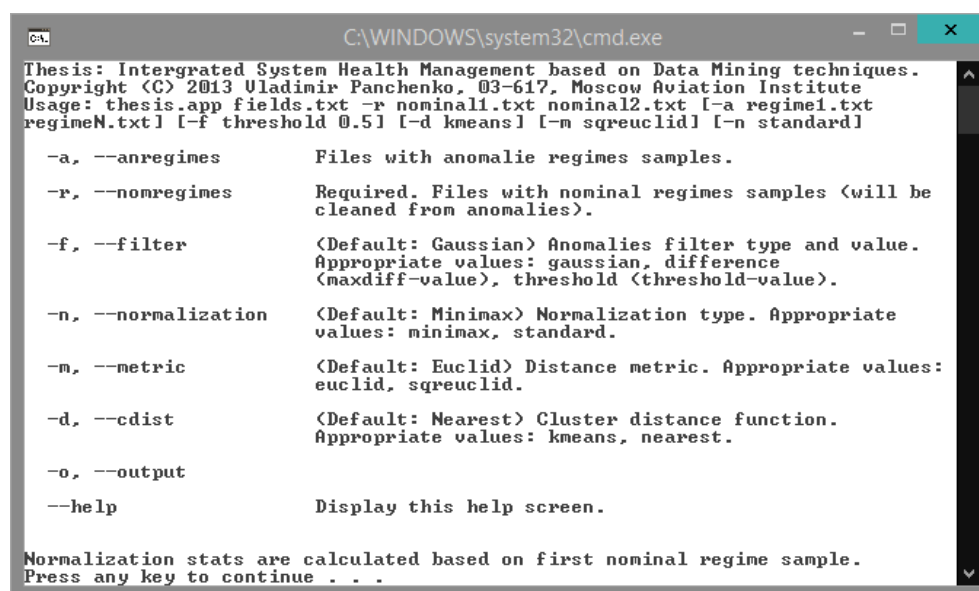 C:\WINDOWS\system32\cmd.exe
Thesis: Intergrated System Health Management based on Data Mining techniques.
Copyright (C) 2013 Vladimir Panchenko, 03-617, Moscow Aviation Institute
Usage: thesis.app fields.txt -r nominal1.txt nominal2.txt [-a regime1.txt
regimeN.txt] [-f threshold 0.5] [-d kmeans] [-m sqreuclid] [-n standard]
-a, --anregimes Files with anomalie regimes samples.
-r, --nomregimes Required. Files with nominal regimes samples (will be
cleaned from anomalies).
-f, --filter (Default: Gaussian) Anomalies filter type and value.
Appropriate values: gaussian, difference
(maxdiff-value), threshold (threshold-value).
-n, --normalization (Default: Minimax) Normalization type. Appropriate
values: minimax, standard.
-m, --metric (Default: Euclid) Distance metric. Appropriate values:
euclid, sqreuclid.
-d, --cdist (Default: Nearest) Cluster distance function.
Appropriate values: kmeans, nearest.
-o, --output
--help Display this help screen.
Normalization stats are calculated based on first nominal regime sample.
Press any key to continue . . .